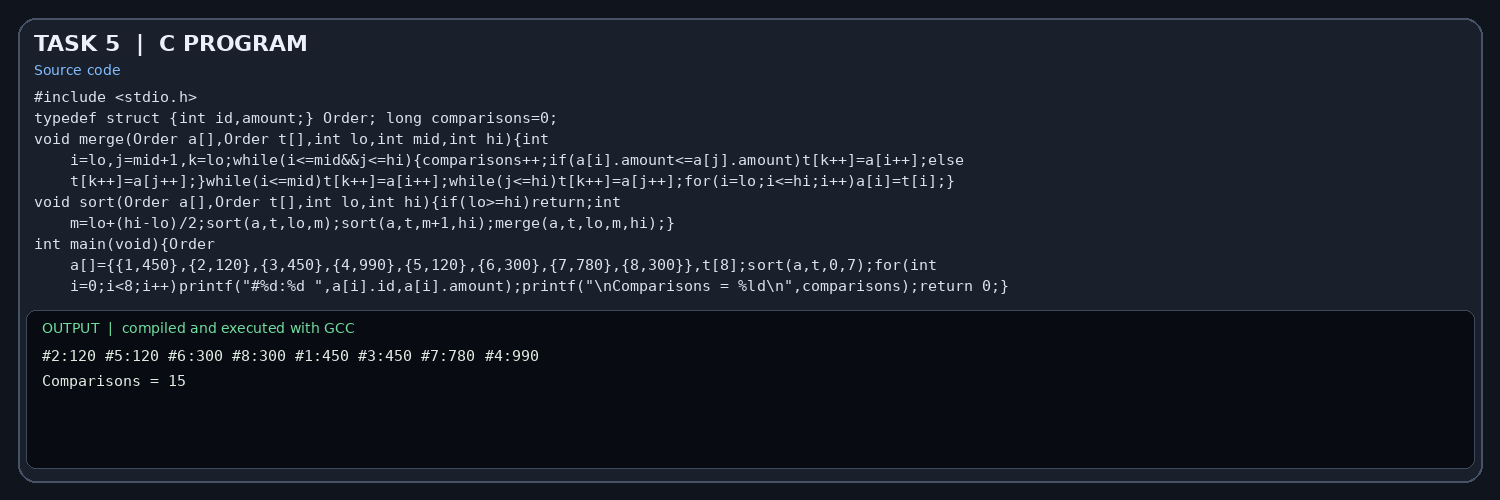 TASK 5 | C PROGRAM
Source code
#include <stdio.h>
typedef struct {int id,amount;} Order; long comparisons=0;
void merge(Order a[],Order t[],int lo,int mid,int hi){int
    i=lo,j=mid+1,k=lo;while(i<=mid&&j<=hi){comparisons++;if(a[i].amount<=a[j].amount)t[k++]=a[i++];else
    t[k++]=a[j++];}while(i<=mid)t[k++]=a[i++];while(j<=hi)t[k++]=a[j++];for(i=lo;i<=hi;i++)a[i]=t[i];}
void sort(Order a[],Order t[],int lo,int hi){if(lo>=hi)return;int
    m=lo+(hi-lo)/2;sort(a,t,lo,m);sort(a,t,m+1,hi);merge(a,t,lo,m,hi);}
int main(void){Order
    a[]={{1,450},{2,120},{3,450},{4,990},{5,120},{6,300},{7,780},{8,300}},t[8];sort(a,t,0,7);for(int
    i=0;i<8;i++)printf("#%d:%d ",a[i].id,a[i].amount);printf("\nComparisons = %ld\n",comparisons);return 0;}
OUTPUT | compiled and executed with GCC
#2:120 #5:120 #6:300 #8:300 #1:450 #3:450 #7:780 #4:990
Comparisons = 15